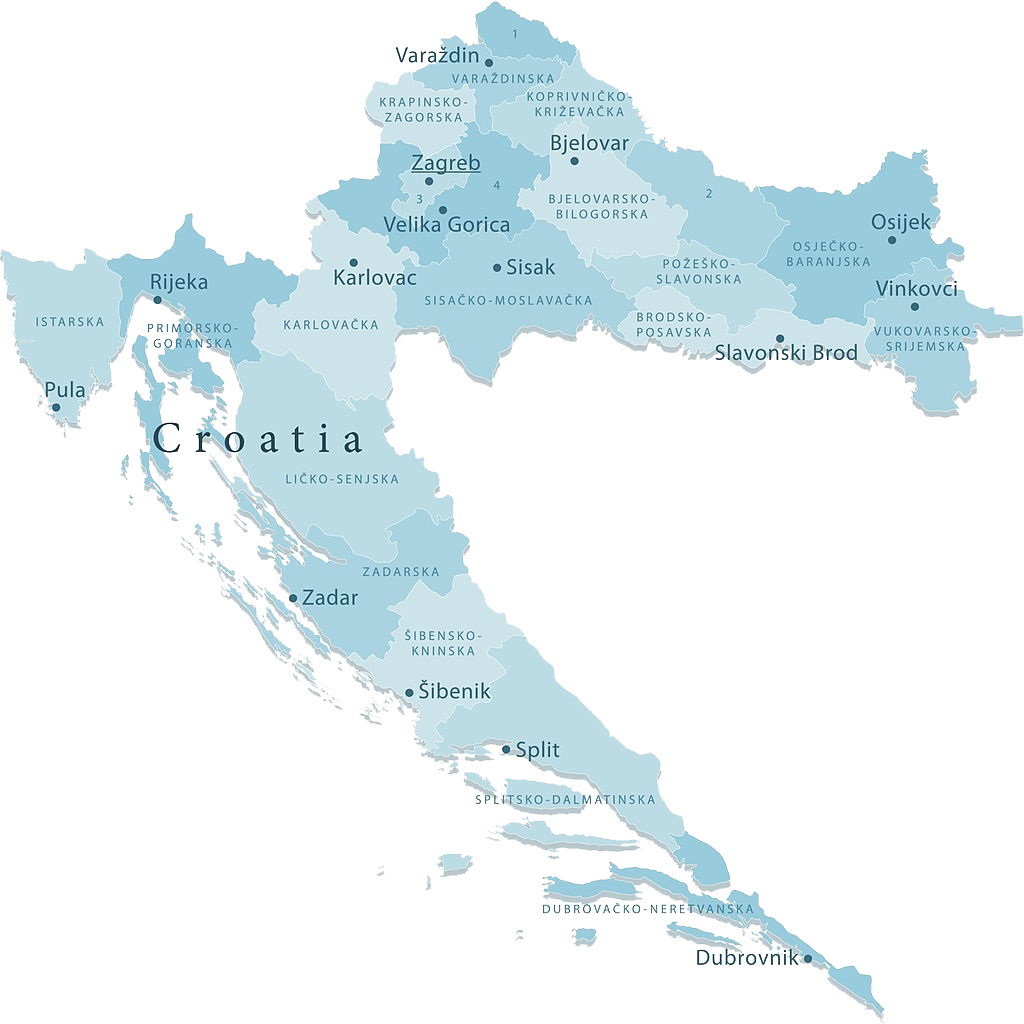 1
Varaždin
VARAŽDINSKA
KRAPINSKO-
ZAGORSKA
KOPRIVNIČKO-
KRIŽEVAČKA
Bjelovar
Zagreb
4
2
3
BJELOVARSKO-
BILOGORSKA
Velika Gorica
Osijek
OSJEČKO-
BARANJSKA
Karlovac
Sisak
POŽEŠKO-
SLAVONSKA
Rijeka
Vinkovci
SISAČKO-MOSLAVAČKA
ISTARSKA
PRIMORSKO-
GORANSKA
KARLOVAČKA
BRODSKO-
POSAVSKA
VUKOVARSKO-
SRIJEMSKA
Slavonski Brod
Pula
Croatia
LIČKO-SENJSKA
ZADARSKA
Zadar
ŠIBENSKO-
KNINSKA
Šibenik
Split
SPLITSKO-DALMATINSKA
DUBROVAČKO-NERETVANSKA
Dubrovnik